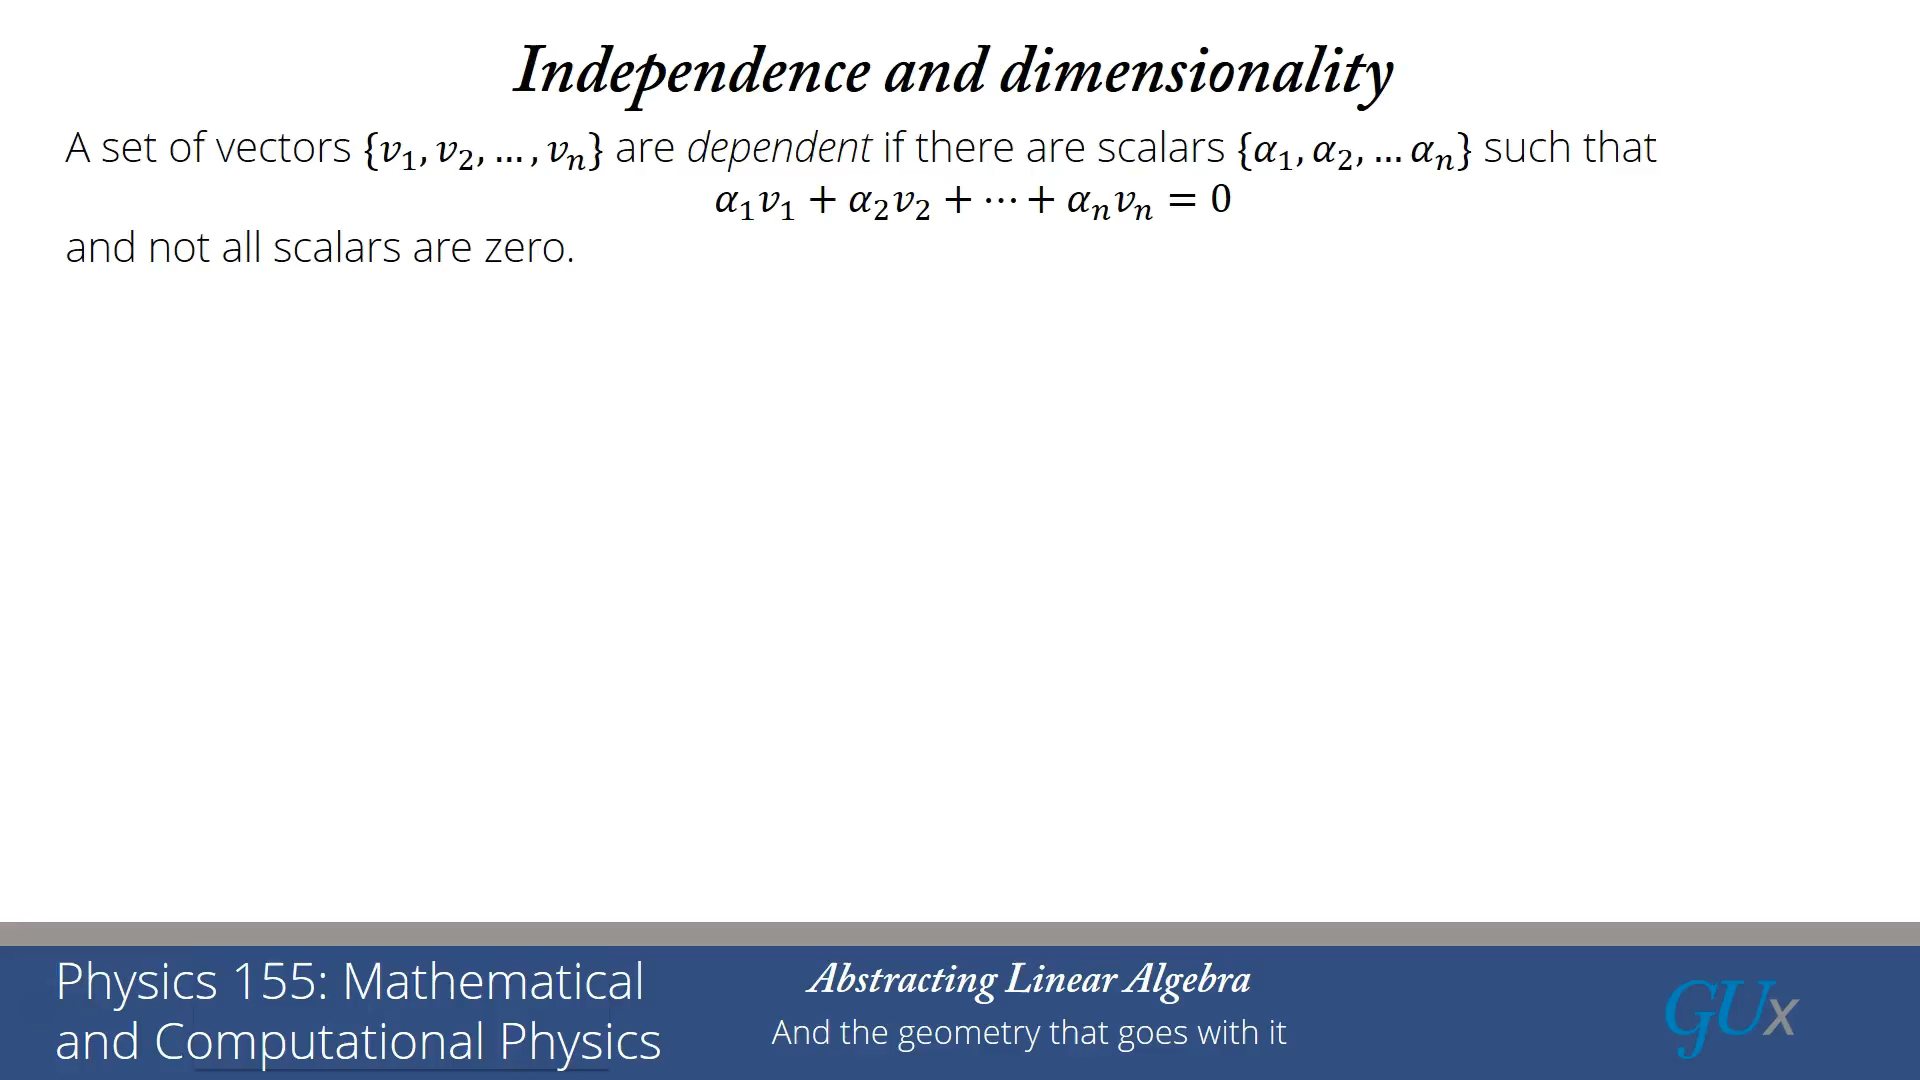 Independence and dimensionality
A set of vectors {v₁, v₂, … , vₙ} are dependent if there are scalars {α₁, α₂, … αₙ} such that
α₁v₁ + α₂v₂ + ⋯ + αₙvₙ = 0
and not all scalars are zero.
Physics 155: Mathematical
and Computational Physics
Abstracting Linear Algebra
And the geometry that goes with it
GUx